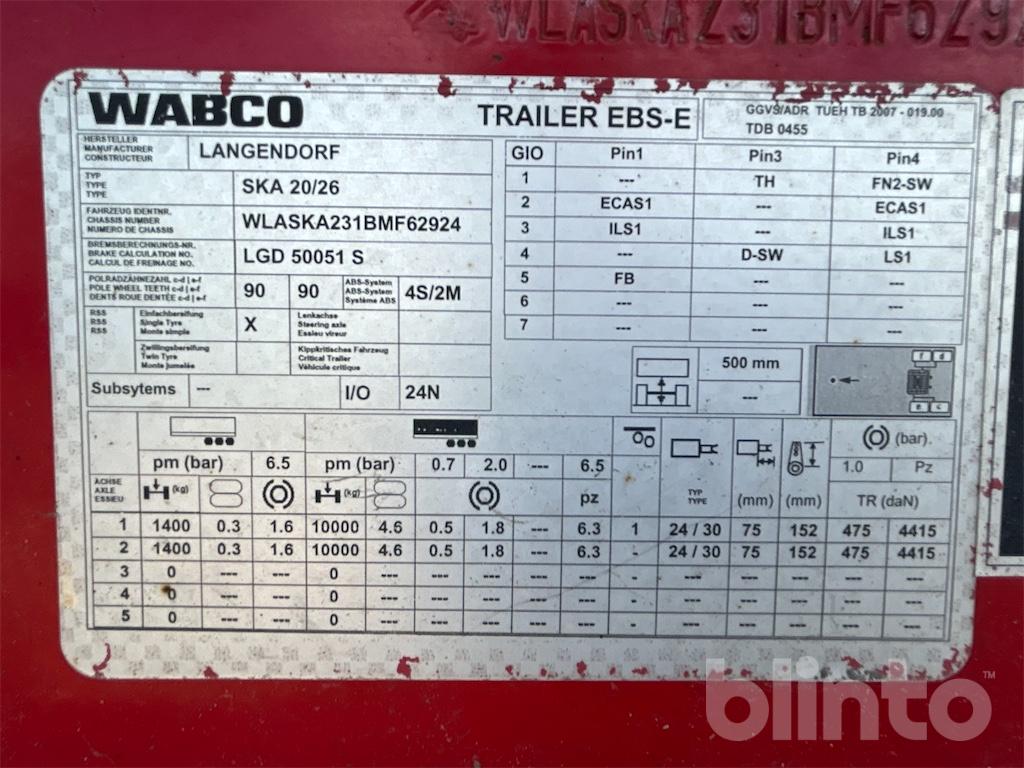 WLASKA231BMF6292
WABCO TRAILER EBS-E GGVS/ADR TUEH TB 2007 - 019.00
TDB 0455
HERSTELLER
MANUFACTURER
CONSTRUCTEUR
LANGENDORF
TYP
TYPE
TYPE
SKA 20/26
FAHRZEUG IDENTNR.
CHASSIS NUMBER
NUMERO DE CHASSIS
WLASKA231BMF62924
BREMSBERECHNUNGS-NR.
BRAKE CALCULATION NO.
CALCUL DE FREINAGE NO.
LGD 50051 S
POLRADZÄHNEZAHL c-d | e-f
POLE WHEEL TEETH c-d | e-f
DENTS ROUE DENTÉE c-d | e-f
90 90
ABS-System
ABS-System
Système ABS
4S/2M
RSS
RSS
RSS
Einfachbereifung
Single Tyre
Monte simple
X
Lenkachse
Steering axle
Essieu vireur
Zwillingsbereifung
Twin Tyre
Monte jumelée
Kippkritisches Fahrzeug
Critical Trailer
Véhicule critique
Subsytems --- I/O 24N
GIO Pin1 Pin3 Pin4
1 --- TH FN2-SW
2 ECAS1 --- ECAS1
3 ILS1 --- ILS1
4 --- D-SW LS1
5 FB --- ---
6 --- --- ---
7 --- --- ---
500 mm
---
f d
e c
pm (bar) 6.5 pm (bar) 0.7 2.0 --- 6.5
(bar)
1.0 Pz
ACHSE
AXLE
ESSIEU
(kg) (kg) pz
TYP
TYPE
(mm) (mm) TR (daN)
1 1400 0.3 1.6 10000 4.6 0.5 1.8 --- 6.3 1 24 / 30 75 152 475 4415
2 1400 0.3 1.6 10000 4.6 0.5 1.8 --- 6.3 - 24 / 30 75 152 475 4415
3 0 --- --- 0 --- --- --- --- --- - --- --- --- --- ---
4 0 --- --- 0 --- --- --- --- --- - --- --- --- --- ---
5 0 --- --- 0 --- --- --- --- --- - --- --- --- --- ---
blinto™